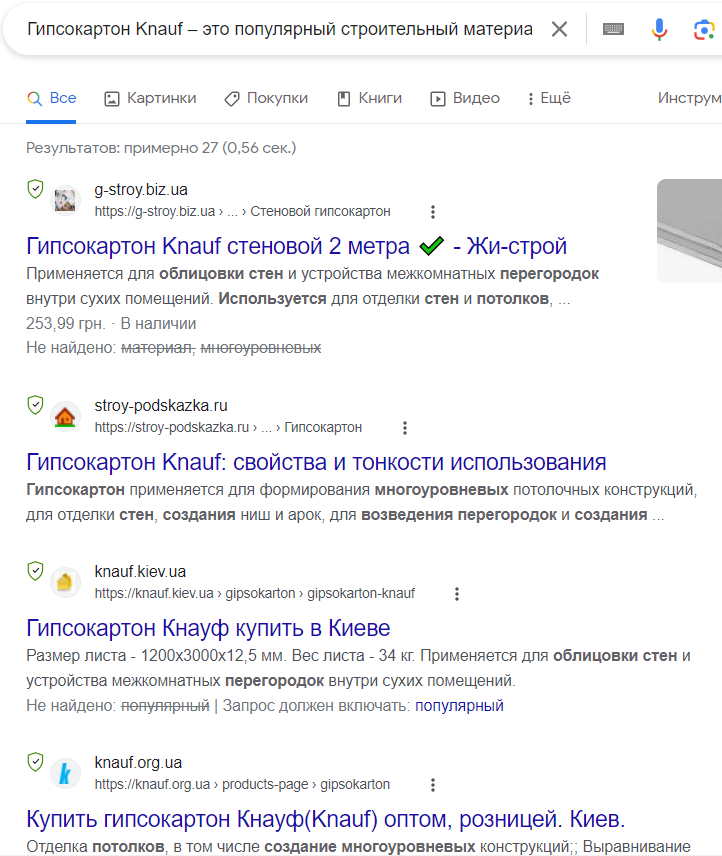 Гипсокартон Knauf – это популярный строительный материа
Все
Картинки
Покупки
Книги
Видео
Ещё
Инструм
Результатов: примерно 27 (0,56 сек.)
g-stroy.biz.ua
https://g-stroy.biz.ua › ... › Стеновой гипсокартон
Гипсокартон Knauf стеновой 2 метра ✔ - Жи-строй
Применяется для облицовки стен и устройства межкомнатных перегородок
внутри сухих помещений. Используется для отделки стен и потолков, ...
253,99 грн. · В наличии
Не найдено: материал, многоуровневых
stroy-podskazka.ru
https://stroy-podskazka.ru › ... › Гипсокартон
Гипсокартон Knauf: свойства и тонкости использования
Гипсокартон применяется для формирования многоуровневых потолочных конструкций,
для отделки стен, создания ниш и арок, для возведения перегородок и создания ...
knauf.kiev.ua
https://knauf.kiev.ua › gipsokarton › gipsokarton-knauf
Гипсокартон Кнауф купить в Киеве
Размер листа - 1200х3000х12,5 мм. Вес листа - 34 кг. Применяется для облицовки стен и
устройства межкомнатных перегородок внутри сухих помещений.
Не найдено: популярный | Запрос должен включать: популярный
knauf.org.ua
https://knauf.org.ua › products-page › gipsokarton
Купить гипсокартон Кнауф(Knauf) оптом, розницей. Киев.
Отделка потолков, в том числе создание многоуровневых конструкций;; Выравнивание